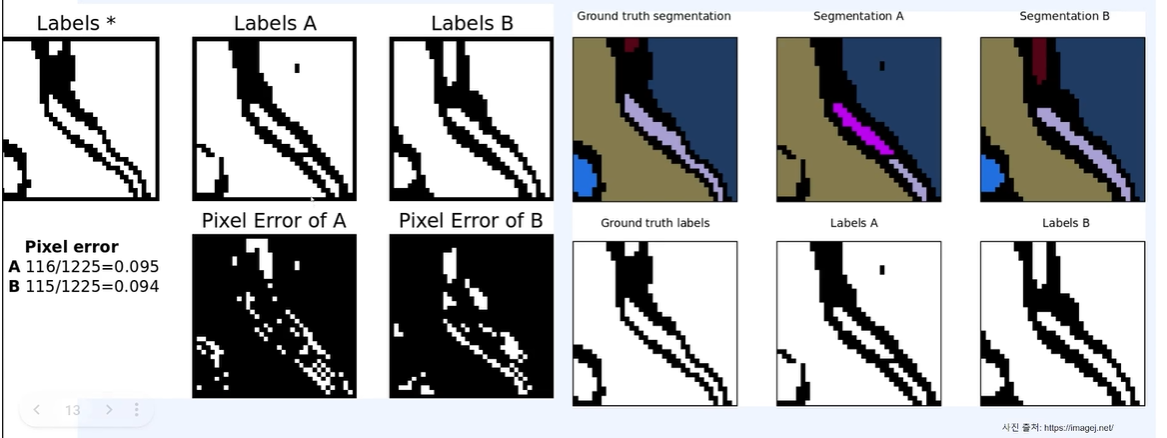 Labels *
Labels A
Labels B
Ground truth segmentation
Segmentation A
Segmentation B
Pixel Error of A
Pixel Error of B
Ground truth labels
Labels A
Labels B
Pixel error
A 116/1225=0.095
B 115/1225=0.094
13
사진 출처: https://imagej.net/